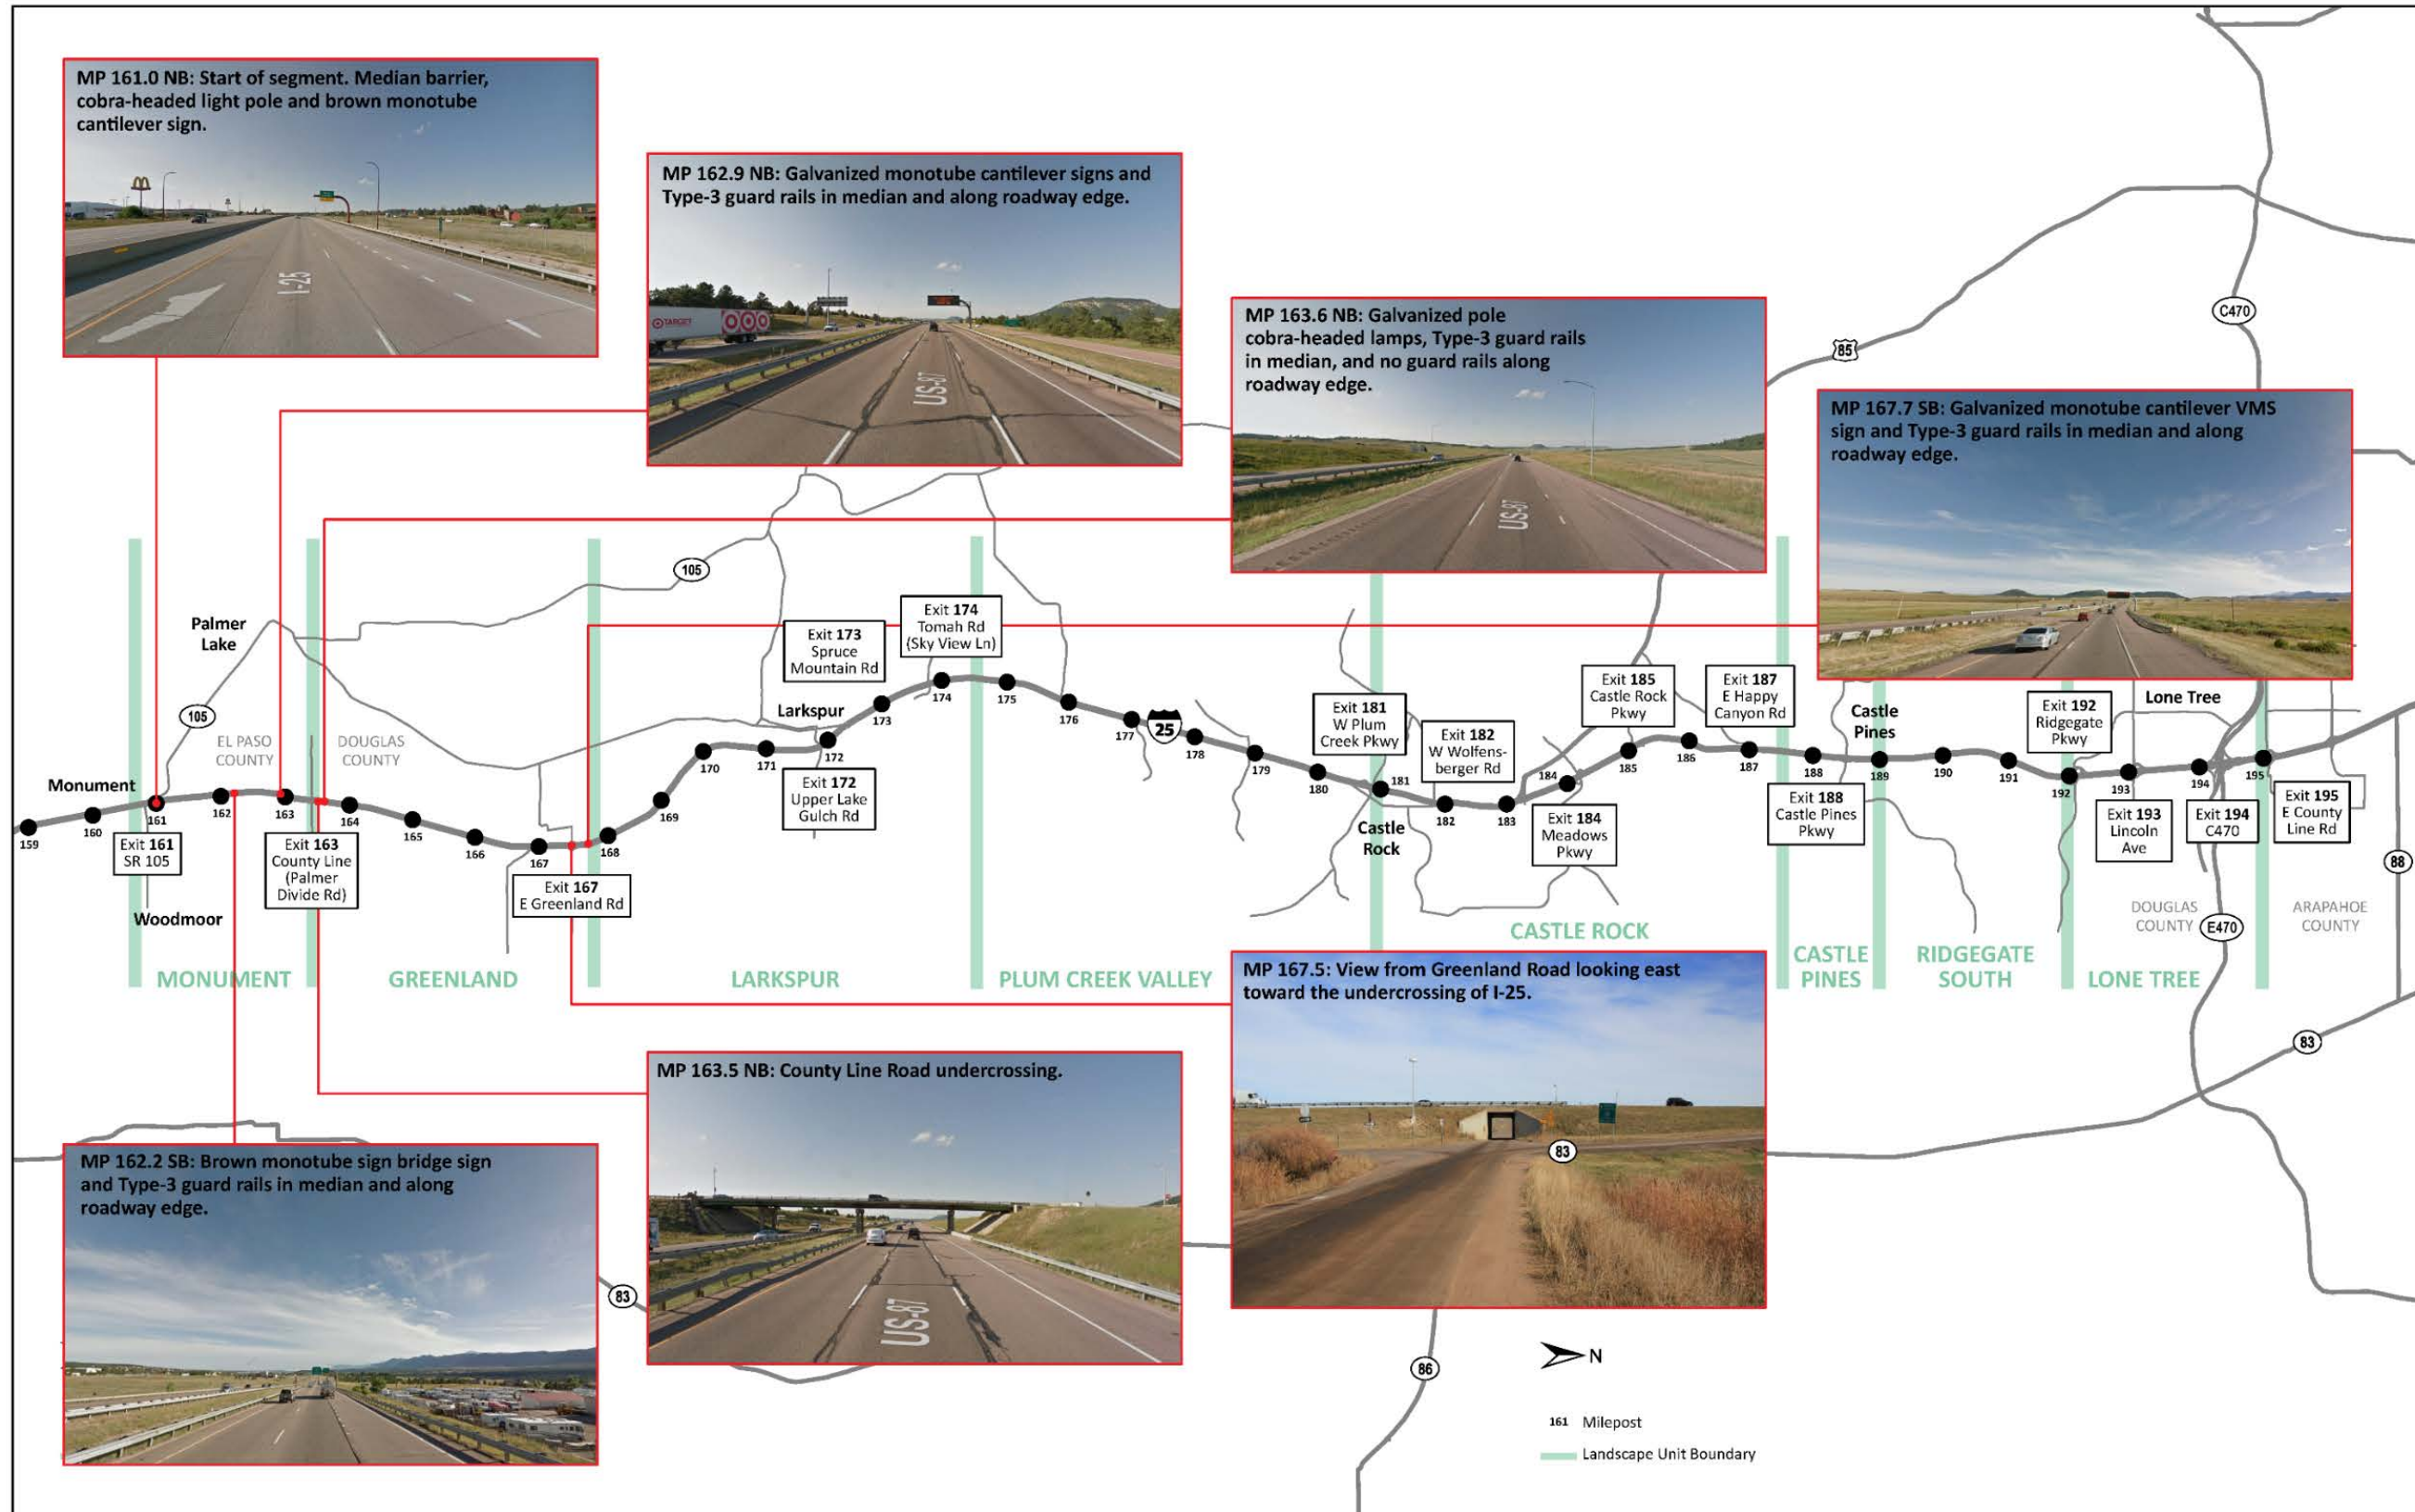 MP 161.0 NB: Start of segment. Median barrier,
cobra-headed light pole and brown monotube
cantilever sign.
I-25
MP 162.9 NB: Galvanized monotube cantilever signs and
Type-3 guard rails in median and along roadway edge.
TARGET
US-87
MP 163.6 NB: Galvanized pole
cobra-headed lamps, Type-3 guard rails
in median, and no guard rails along
roadway edge.
US-87
MP 167.7 SB: Galvanized monotube cantilever VMS
sign and Type-3 guard rails in median and along
roadway edge.
C470
85
105
Palmer
Lake
105
EL PASO
COUNTY
DOUGLAS
COUNTY
Monument
Woodmoor
Larkspur
Exit 173
Spruce
Mountain Rd
Exit 174
Tomah Rd
(Sky View Ln)
25
Exit 181
W Plum
Creek Pkwy
Exit 182
W Wolfens-
berger Rd
Exit 185
Castle Rock
Pkwy
Exit 187
E Happy
Canyon Rd
Castle
Pines
Exit 192
Ridgegate
Pkwy
Lone Tree
159
160
161
162
163
164
165
166
167
168
169
170
171
172
173
174
175
176
177
178
179
180
181
182
183
184
185
186
187
188
189
190
191
192
193
194
195
Exit 161
SR 105
Exit 163
County Line
(Palmer
Divide Rd)
Exit 167
E Greenland Rd
Exit 172
Upper Lake
Gulch Rd
Castle
Rock
Exit 184
Meadows
Pkwy
Exit 188
Castle Pines
Pkwy
Exit 193
Lincoln
Ave
Exit 194
C470
Exit 195
E County
Line Rd
88
DOUGLAS
COUNTY
E470
ARAPAHOE
COUNTY
MONUMENT
GREENLAND
LARKSPUR
PLUM CREEK VALLEY
CASTLE ROCK
CASTLE
PINES
RIDGEGATE
SOUTH
LONE TREE
83
MP 167.5: View from Greenland Road looking east
toward the undercrossing of I-25.
83
MP 163.5 NB: County Line Road undercrossing.
US-87
MP 162.2 SB: Brown monotube sign bridge sign
and Type-3 guard rails in median and along
roadway edge.
83
86
N
161 Milepost
Landscape Unit Boundary